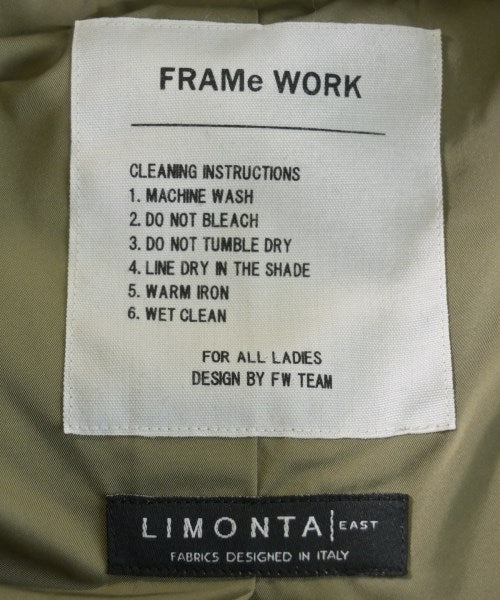 FRAMe WORK
CLEANING INSTRUCTIONS
1. MACHINE WASH
2. DO NOT BLEACH
3. DO NOT TUMBLE DRY
4. LINE DRY IN THE SHADE
5. WARM IRON
6. WET CLEAN
FOR ALL LADIES
DESIGN BY FW TEAM
LIMONTA EAST
FABRICS DESIGNED IN ITALY